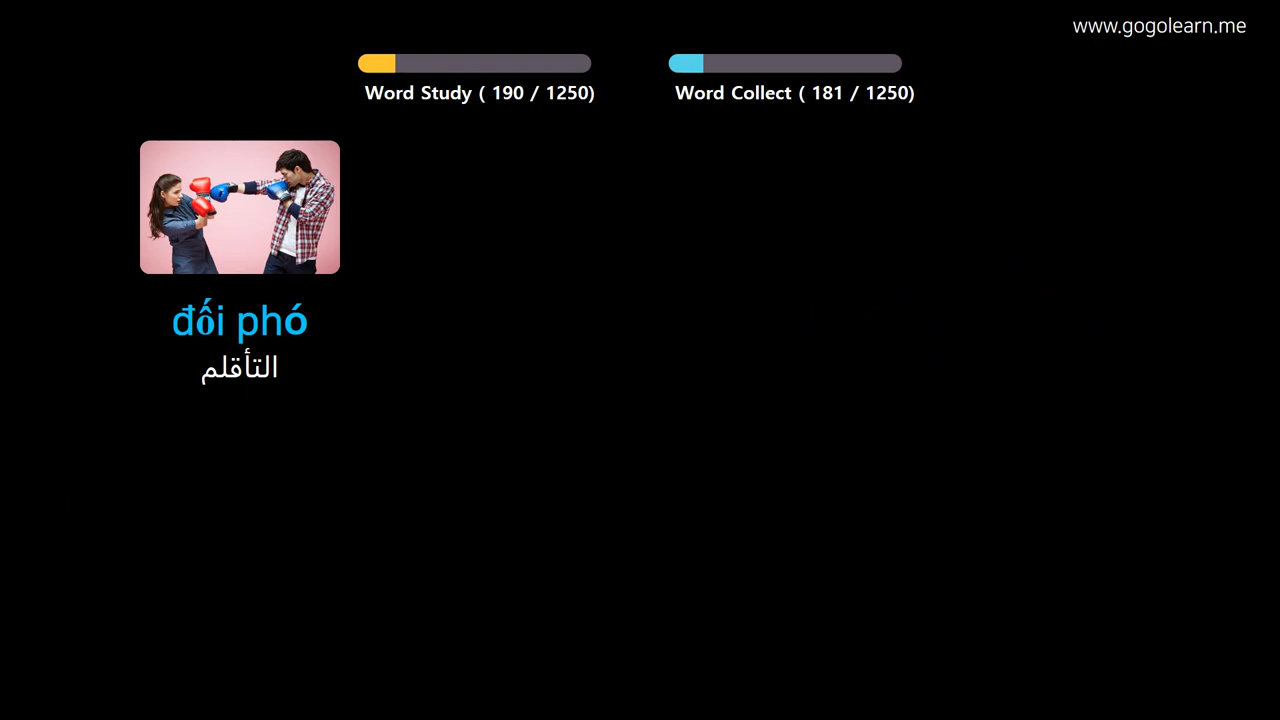 www.gogolearn.me
Word Study ( 190 / 1250)
Word Collect ( 181 / 1250)
đối phó
التأقلم